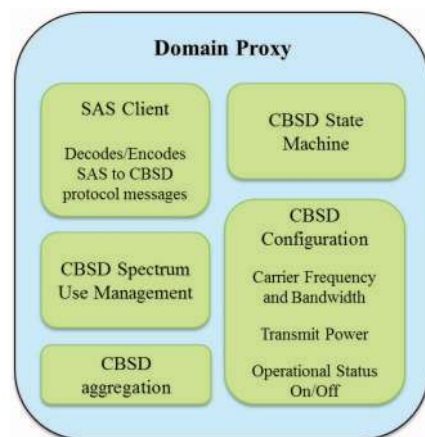 Domain Proxy
SAS Client
Decodes/Encodes
SAS to CBSD
protocol messages
CBSD State
Machine
CBSD Spectrum
Use Management
CBSD
Configuration
Carrier Frequency
and Bandwidth
Transmit Power
Operational Status
On/Off
CBSD
aggregation